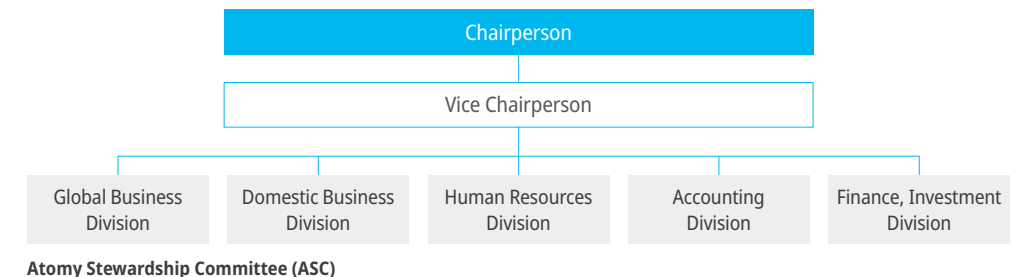 Chairperson
Vice Chairperson
Global Business
Division
Domestic Business
Division
Human Resources
Division
Accounting
Division
Finance, Investment
Division
Atomy Stewardship Committee (ASC)